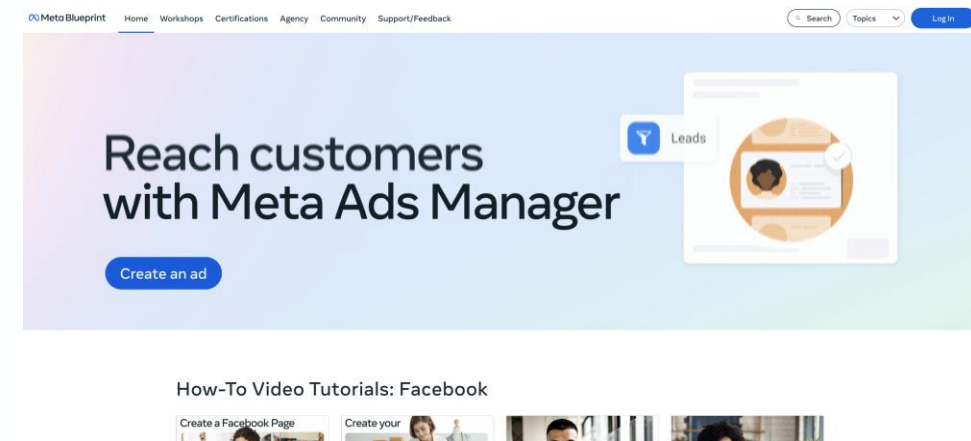 Meta Blueprint Home Workshops Certifications Agency Community Support/Feedback Search Topics Log In
Reach customers
with Meta Ads Manager
Leads
Create an ad
How-To Video Tutorials: Facebook
Create a Facebook Page Create your